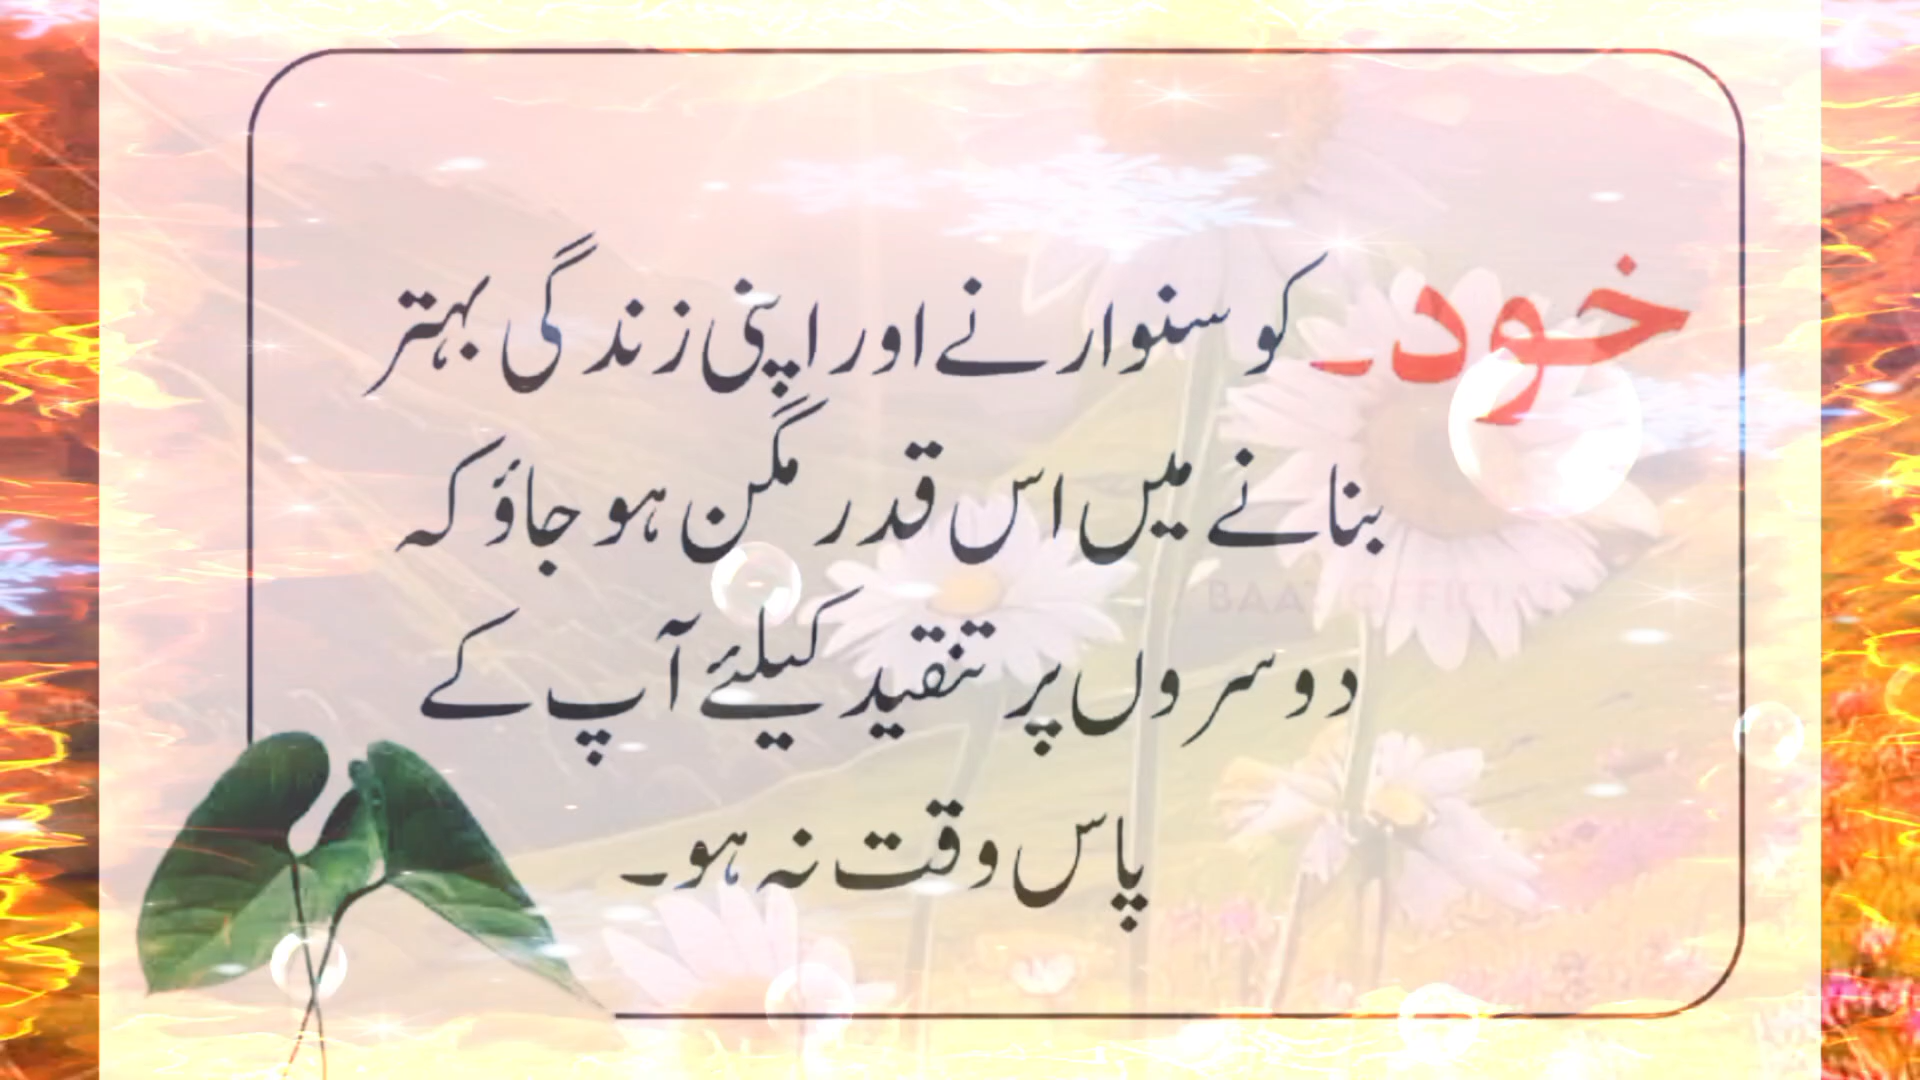 خود۔ کو سنوارنے اور اپنی زندگی بہتر
بنانے میں اس قدر مگن ہو جاؤ کہ
دوسروں پر تنقید کیلئے آپ کے
پاس وقت نہ ہو۔